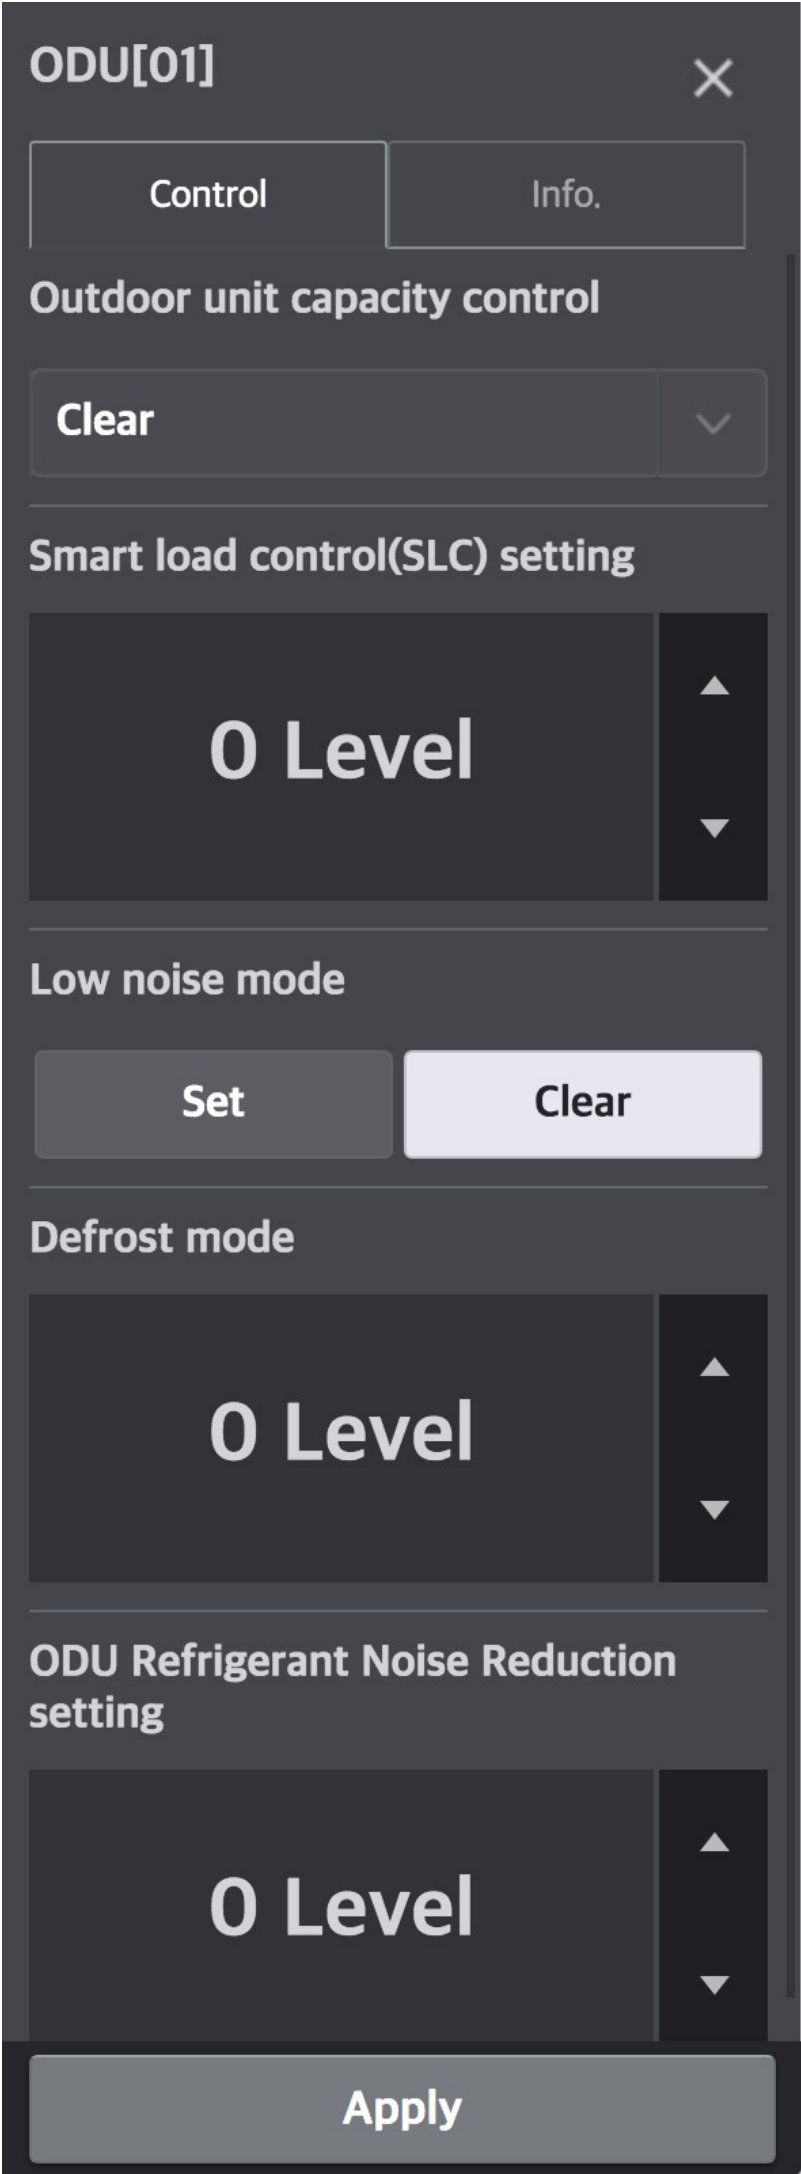 ODU[01]
Control
Info.
Outdoor unit capacity control
Clear
Smart load control(SLC) setting
0 Level
Low noise mode
Set
Clear
Defrost mode
0 Level
ODU Refrigerant Noise Reduction
setting
0 Level
Apply